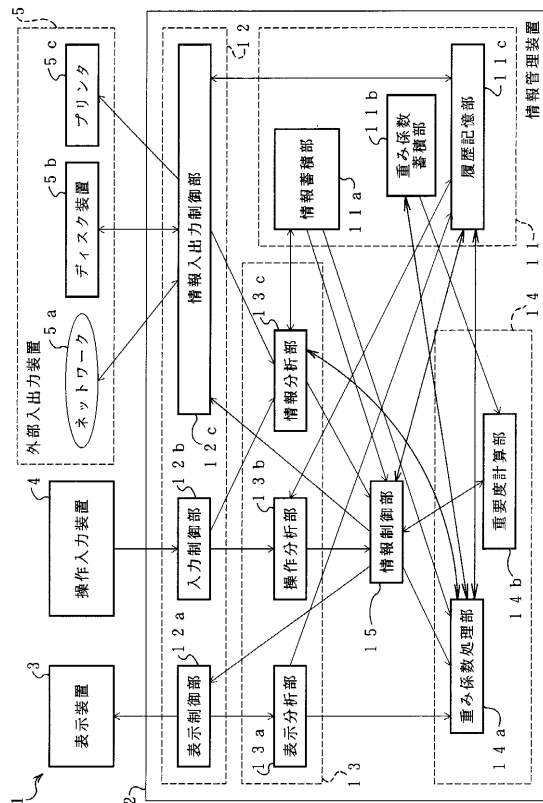 1
表示装置
3
操作入力装置
4
外部入出力装置
5
ネットワーク
5a
ディスク装置
5b
プリンタ
5c
2
表示制御部
12a
入力制御部
12b
情報入出力制御部
12c
12
13a
表示分析部
操作分析部
13b
情報分析部
13c
13
情報蓄積部
11a
重み係数
蓄積部
11b
履歴記憶部
11c
11
情報制御部
15
重み係数処理部
14a
重要度計算部
14b
14
情報管理装置